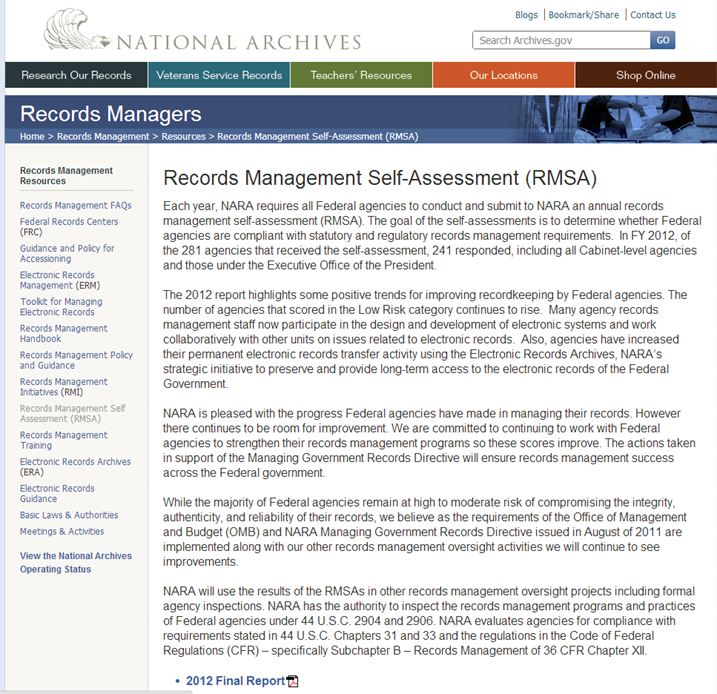 Blogs | Bookmark/Share | Contact Us
NATIONAL ARCHIVES
Search Archives.gov GO
Research Our Records Veterans Service Records Teachers' Resources Our Locations Shop Online
Records Managers
Home > Records Management > Resources > Records Management Self-Assessment (RMSA)
Records Management
Resources
Records Management FAQs
Federal Records Centers
(FRC)
Guidance and Policy for
Accessioning
Electronic Records
Management (ERM)
Toolkit for Managing
Electronic Records
Records Management
Handbook
Records Management Policy
and Guidance
Records Management
Initiatives (RMI)
Records Management Self
Assessment (RMSA)
Records Management
Training
Electronic Records Archives
(ERA)
Electronic Records
Guidance
Basic Laws & Authorities
Meetings & Activities
View the National Archives
Operating Status
Records Management Self-Assessment (RMSA)
Each year, NARA requires all Federal agencies to conduct and submit to NARA an annual records
management self-assessment (RMSA). The goal of the self-assessments is to determine whether Federal
agencies are compliant with statutory and regulatory records management requirements. In FY 2012, of
the 281 agencies that received the self-assessment, 241 responded, including all Cabinet-level agencies
and those under the Executive Office of the President.
The 2012 report highlights some positive trends for improving recordkeeping by Federal agencies. The
number of agencies that scored in the Low Risk category continues to rise. Many agency records
management staff now participate in the design and development of electronic systems and work
collaboratively with other units on issues related to electronic records. Also, agencies have increased
their permanent electronic records transfer activity using the Electronic Records Archives, NARA's
strategic initiative to preserve and provide long-term access to the electronic records of the Federal
Government.
NARA is pleased with the progress Federal agencies have made in managing their records. However
there continues to be room for improvement. We are committed to continuing to work with Federal
agencies to strengthen their records management programs so these scores improve. The actions taken
in support of the Managing Government Records Directive will ensure records management success
across the Federal government.
While the majority of Federal agencies remain at high to moderate risk of compromising the integrity,
authenticity, and reliability of their records, we believe as the requirements of the Office of Management
and Budget (OMB) and NARA Managing Government Records Directive issued in August of 2011 are
implemented along with our other records management oversight activities we will continue to see
improvements.
NARA will use the results of the RMSAs in other records management oversight projects including formal
agency inspections. NARA has the authority to inspect the records management programs and practices
of Federal agencies under 44 U.S.C. 2904 and 2906. NARA evaluates agencies for compliance with
requirements stated in 44 U.S.C. Chapters 31 and 33 and the regulations in the Code of Federal
Regulations (CFR) – specifically Subchapter B – Records Management of 36 CFR Chapter XII.
• 2012 Final Report